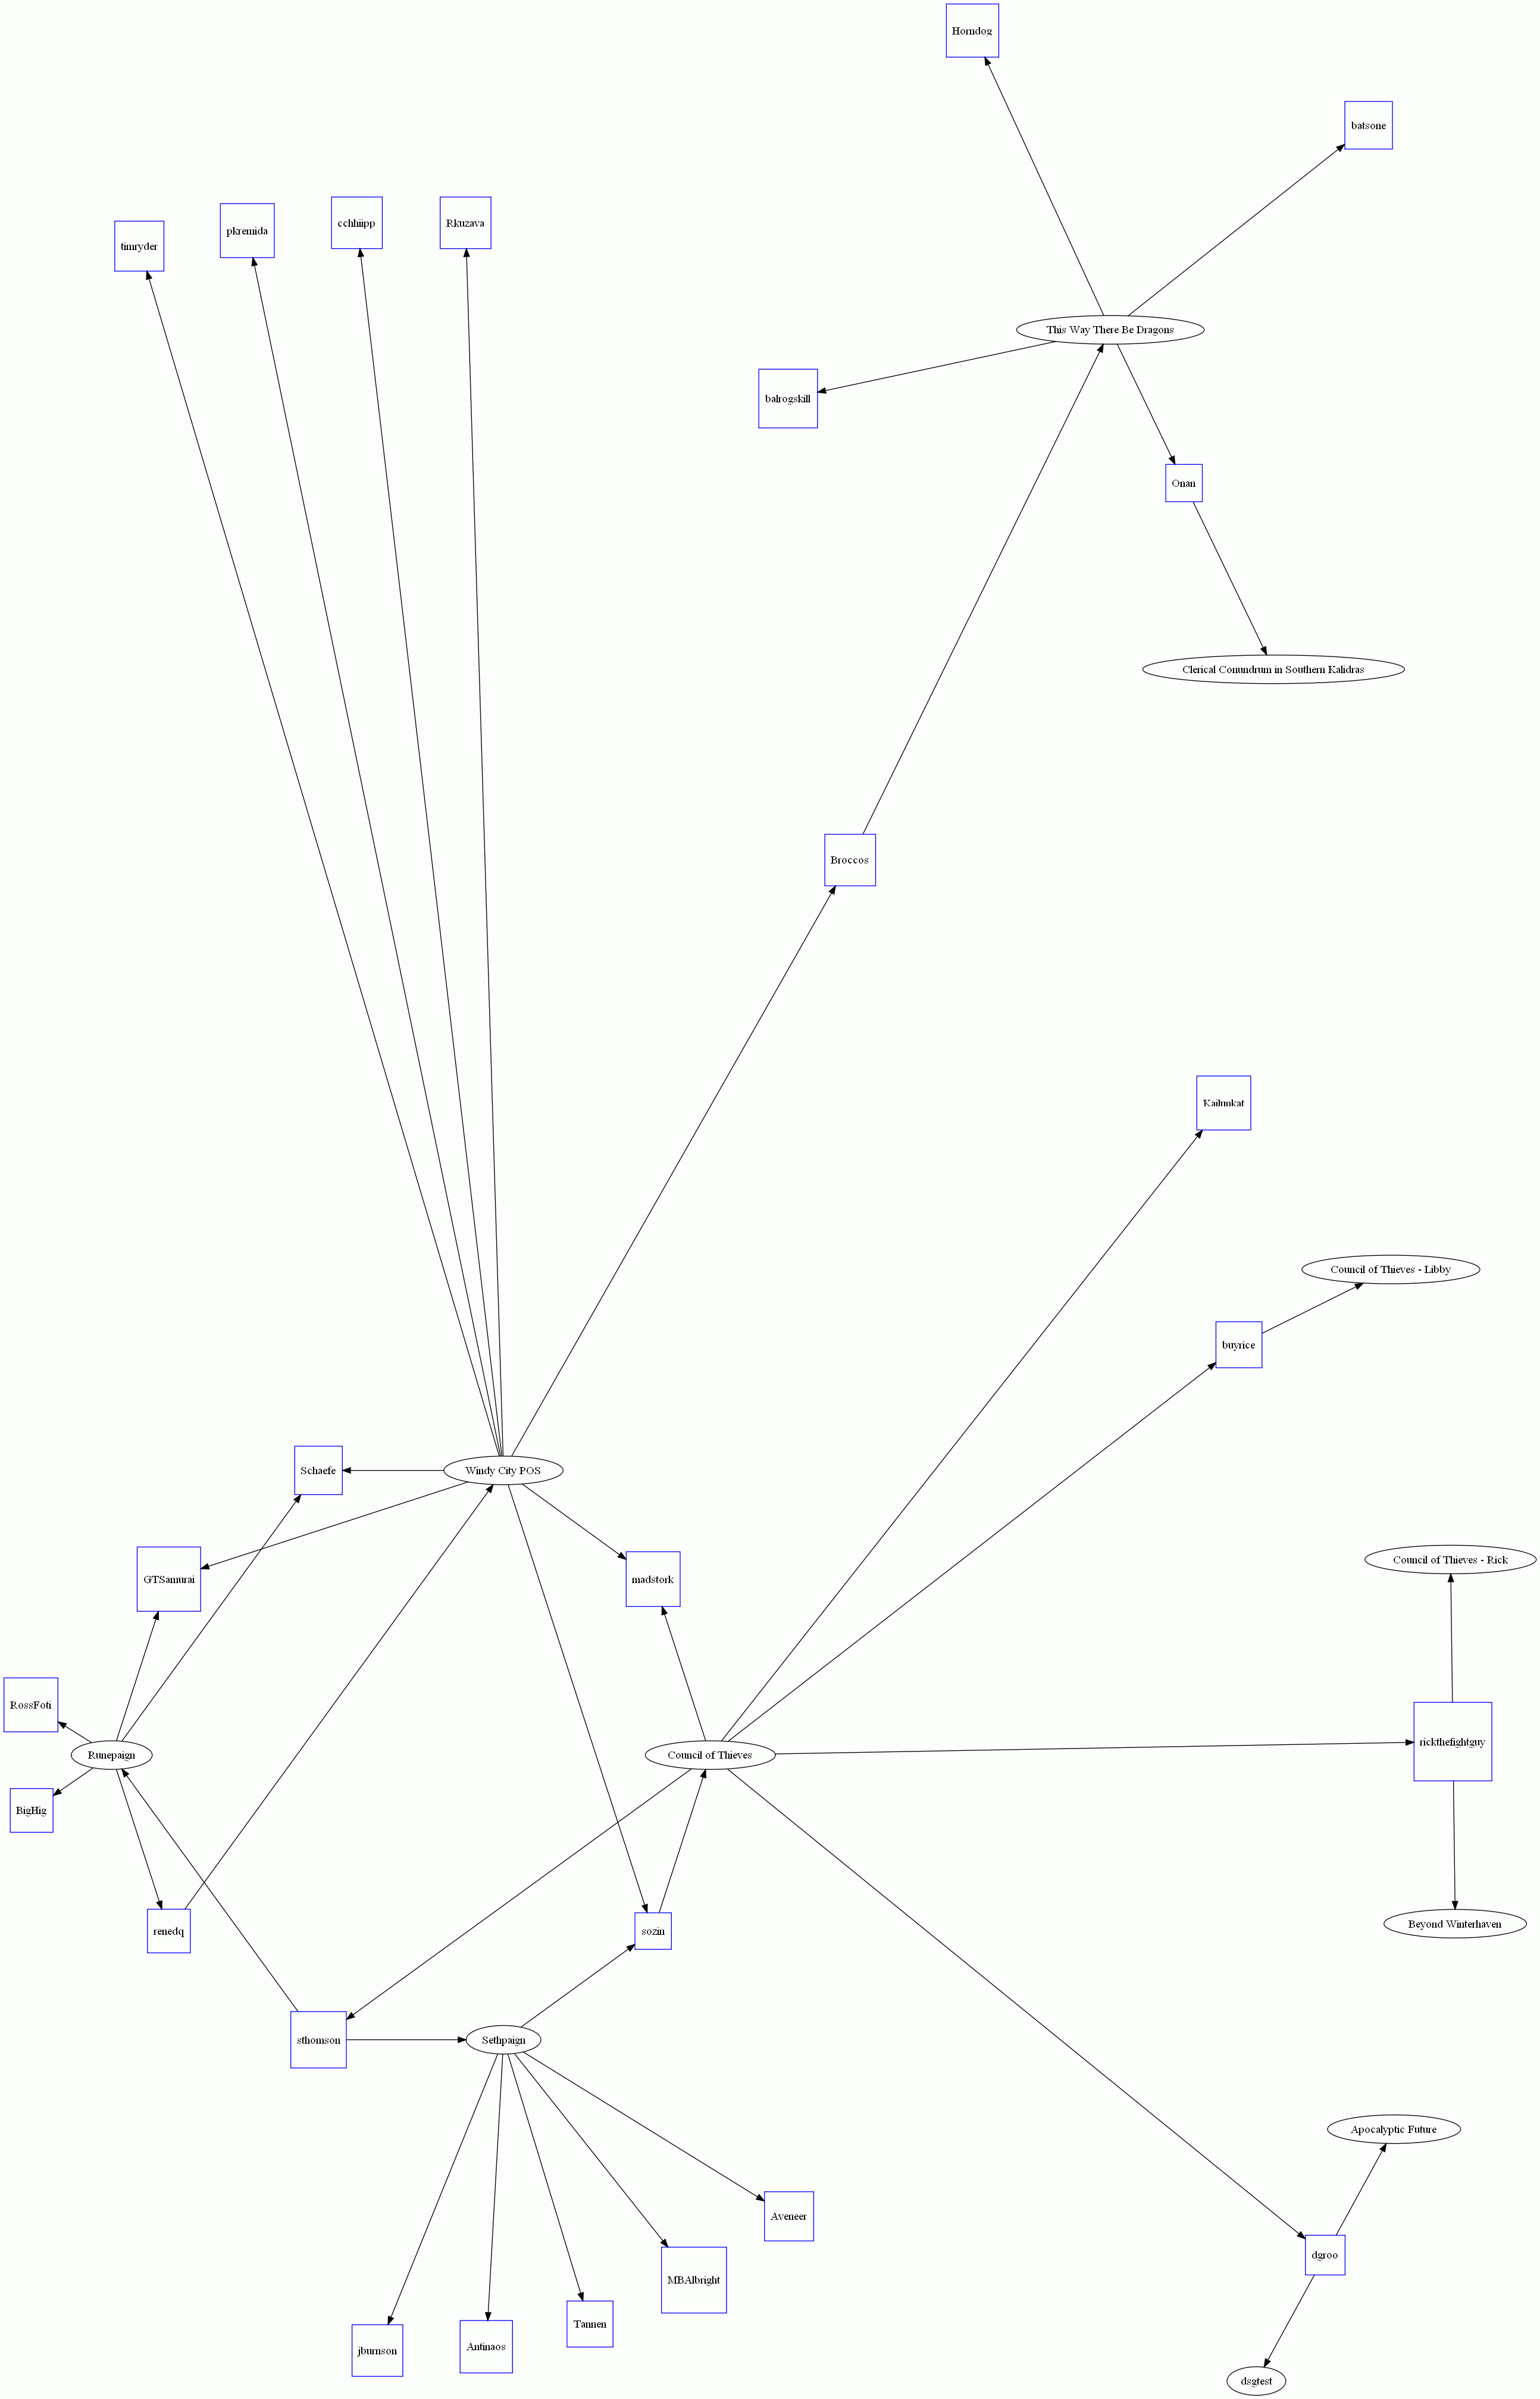 Horndog
batsone
Rkuzava
cchhiipp
pkremida
timryder
This Way There Be Dragons
balrogskill
Onan
Clerical Conundrum in Southern Kalidras
Broccos
Kailunkat
Council of Thieves - Libby
buyrice
Schaefe
Windy City POS
Council of Thieves - Rick
GTSamurai
madstork
RossFoti
rickthefightguy
Runepaign
Council of Thieves
BigHig
Beyond Winterhaven
renedq
sozin
sthomson
Sethpaign
Apocalyptic Future
Aveneer
dgroo
MBAlbright
Tannen
Antinaos
jburnson
dsgtest